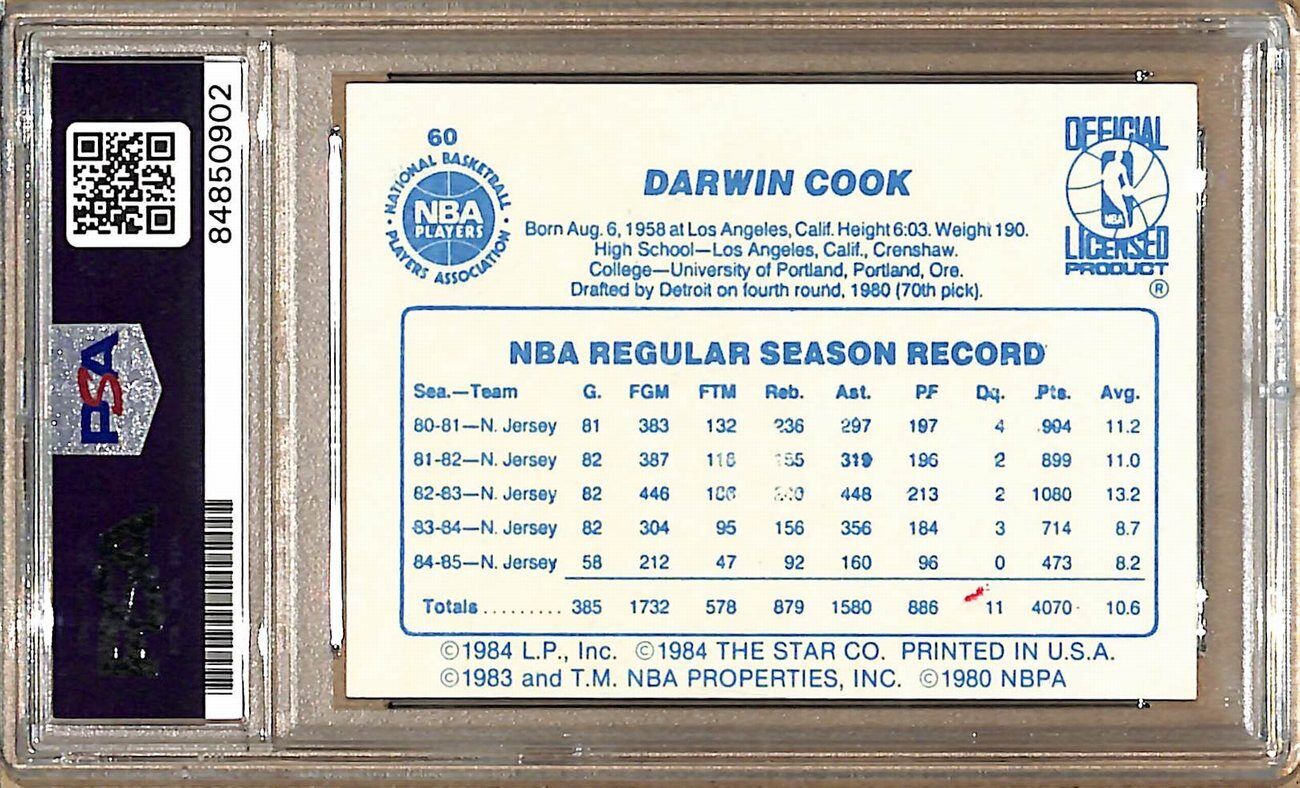 84850902
PSA
60
NATIONAL BASKETBALL
NBA
PLAYERS
PLAYERS ASSOCIATION
OFFICIAL
NBA
LICENSED
PRODUCT
®
DARWIN COOK
Born Aug. 6, 1958 at Los Angeles, Calif. Height 6:03. Weight 190.
High School—Los Angeles, Calif., Crenshaw.
College—University of Portland, Portland, Ore.
Drafted by Detroit on fourth round, 1980 (70th pick).
NBA REGULAR SEASON RECORD
Sea.—Team G. FGM FTM Reb. Ast. PF Dq. Pts. Avg.
80-81—N. Jersey 81 383 132 236 297 197 4 904 11.2
81-82—N. Jersey 82 387 319 196 2 899 11.0
82-83—N. Jersey 82 446 448 213 2 1080 13.2
83-84—N. Jersey 82 304 95 156 356 184 3 714 8.7
84-85—N. Jersey 58 212 47 92 160 96 0 473 8.2
Totals ......... 385 1732 578 879 1580 886 11 4070 10.6
©1984 L.P., Inc. ©1984 THE STAR CO. PRINTED IN U.S.A.
©1983 and T.M. NBA PROPERTIES, INC. ©1980 NBPA